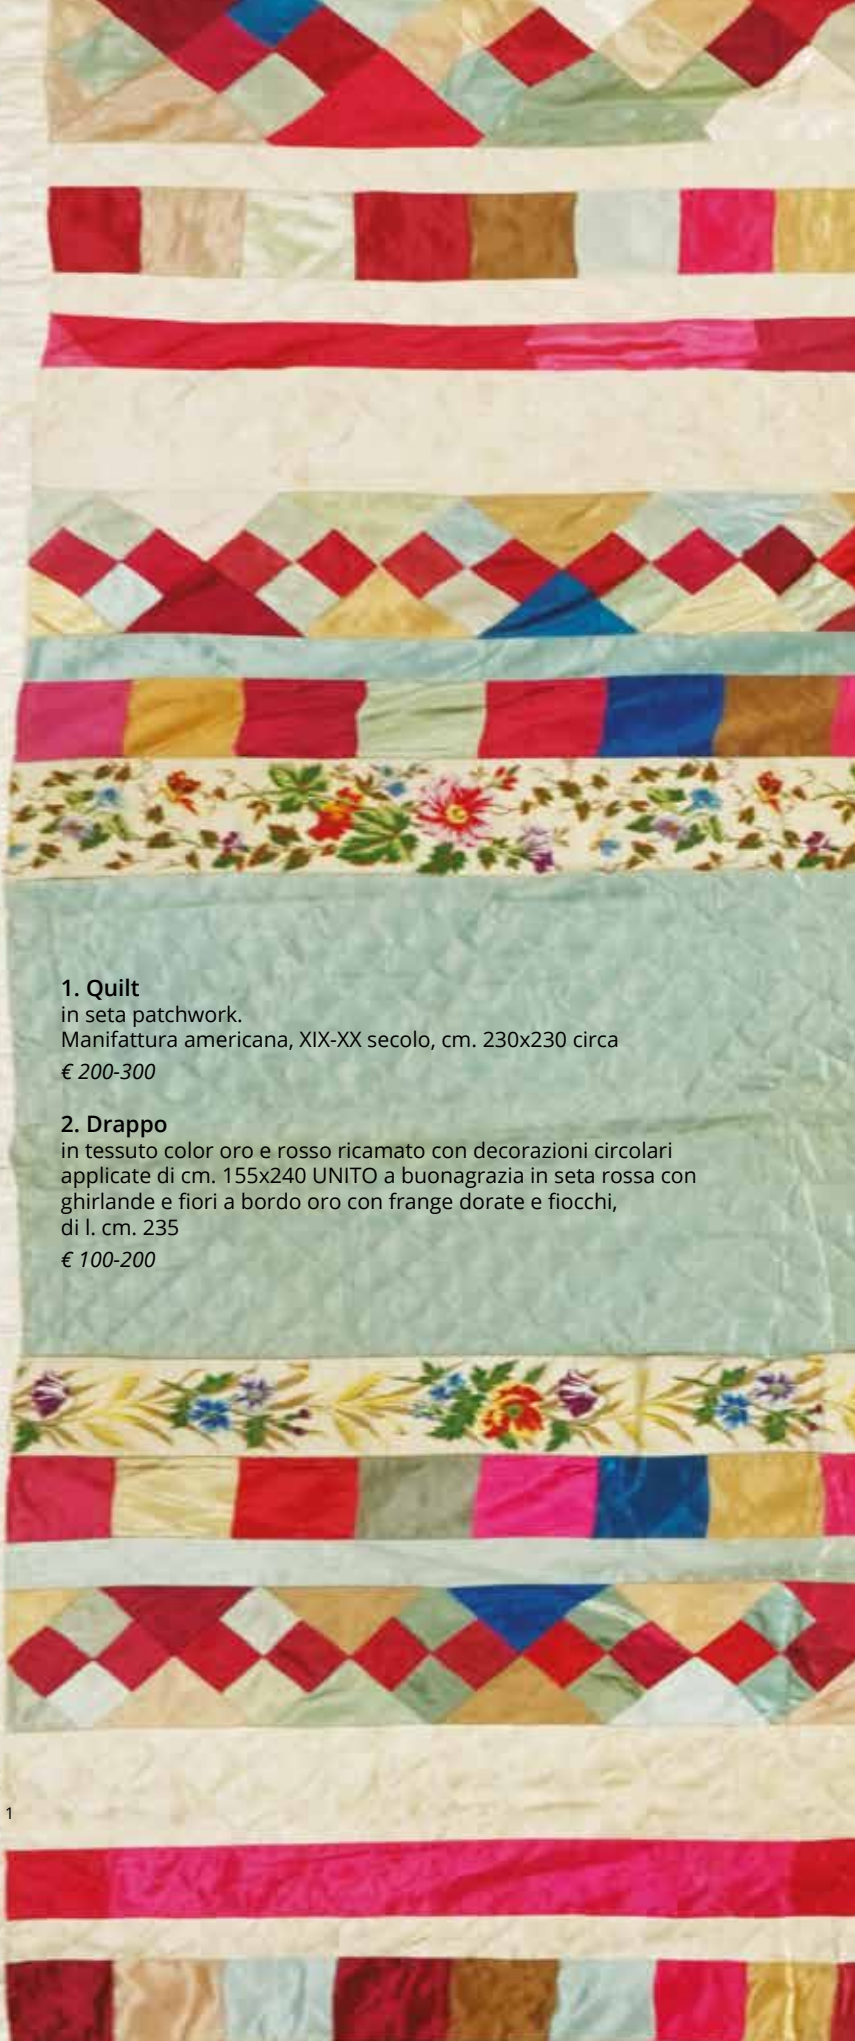 1. Quilt
in seta patchwork.
Manifattura americana, XIX-XX secolo, cm. 230x230 circa
€ 200-300
2. Drappo
in tessuto color oro e rosso ricamato con decorazioni circolari
applicate di cm. 155x240 UNITO a buonagrazia in seta rossa con
ghirlande e fiori a bordo oro con frange dorate e fiocchi,
di l. cm. 235
€ 100-200
1